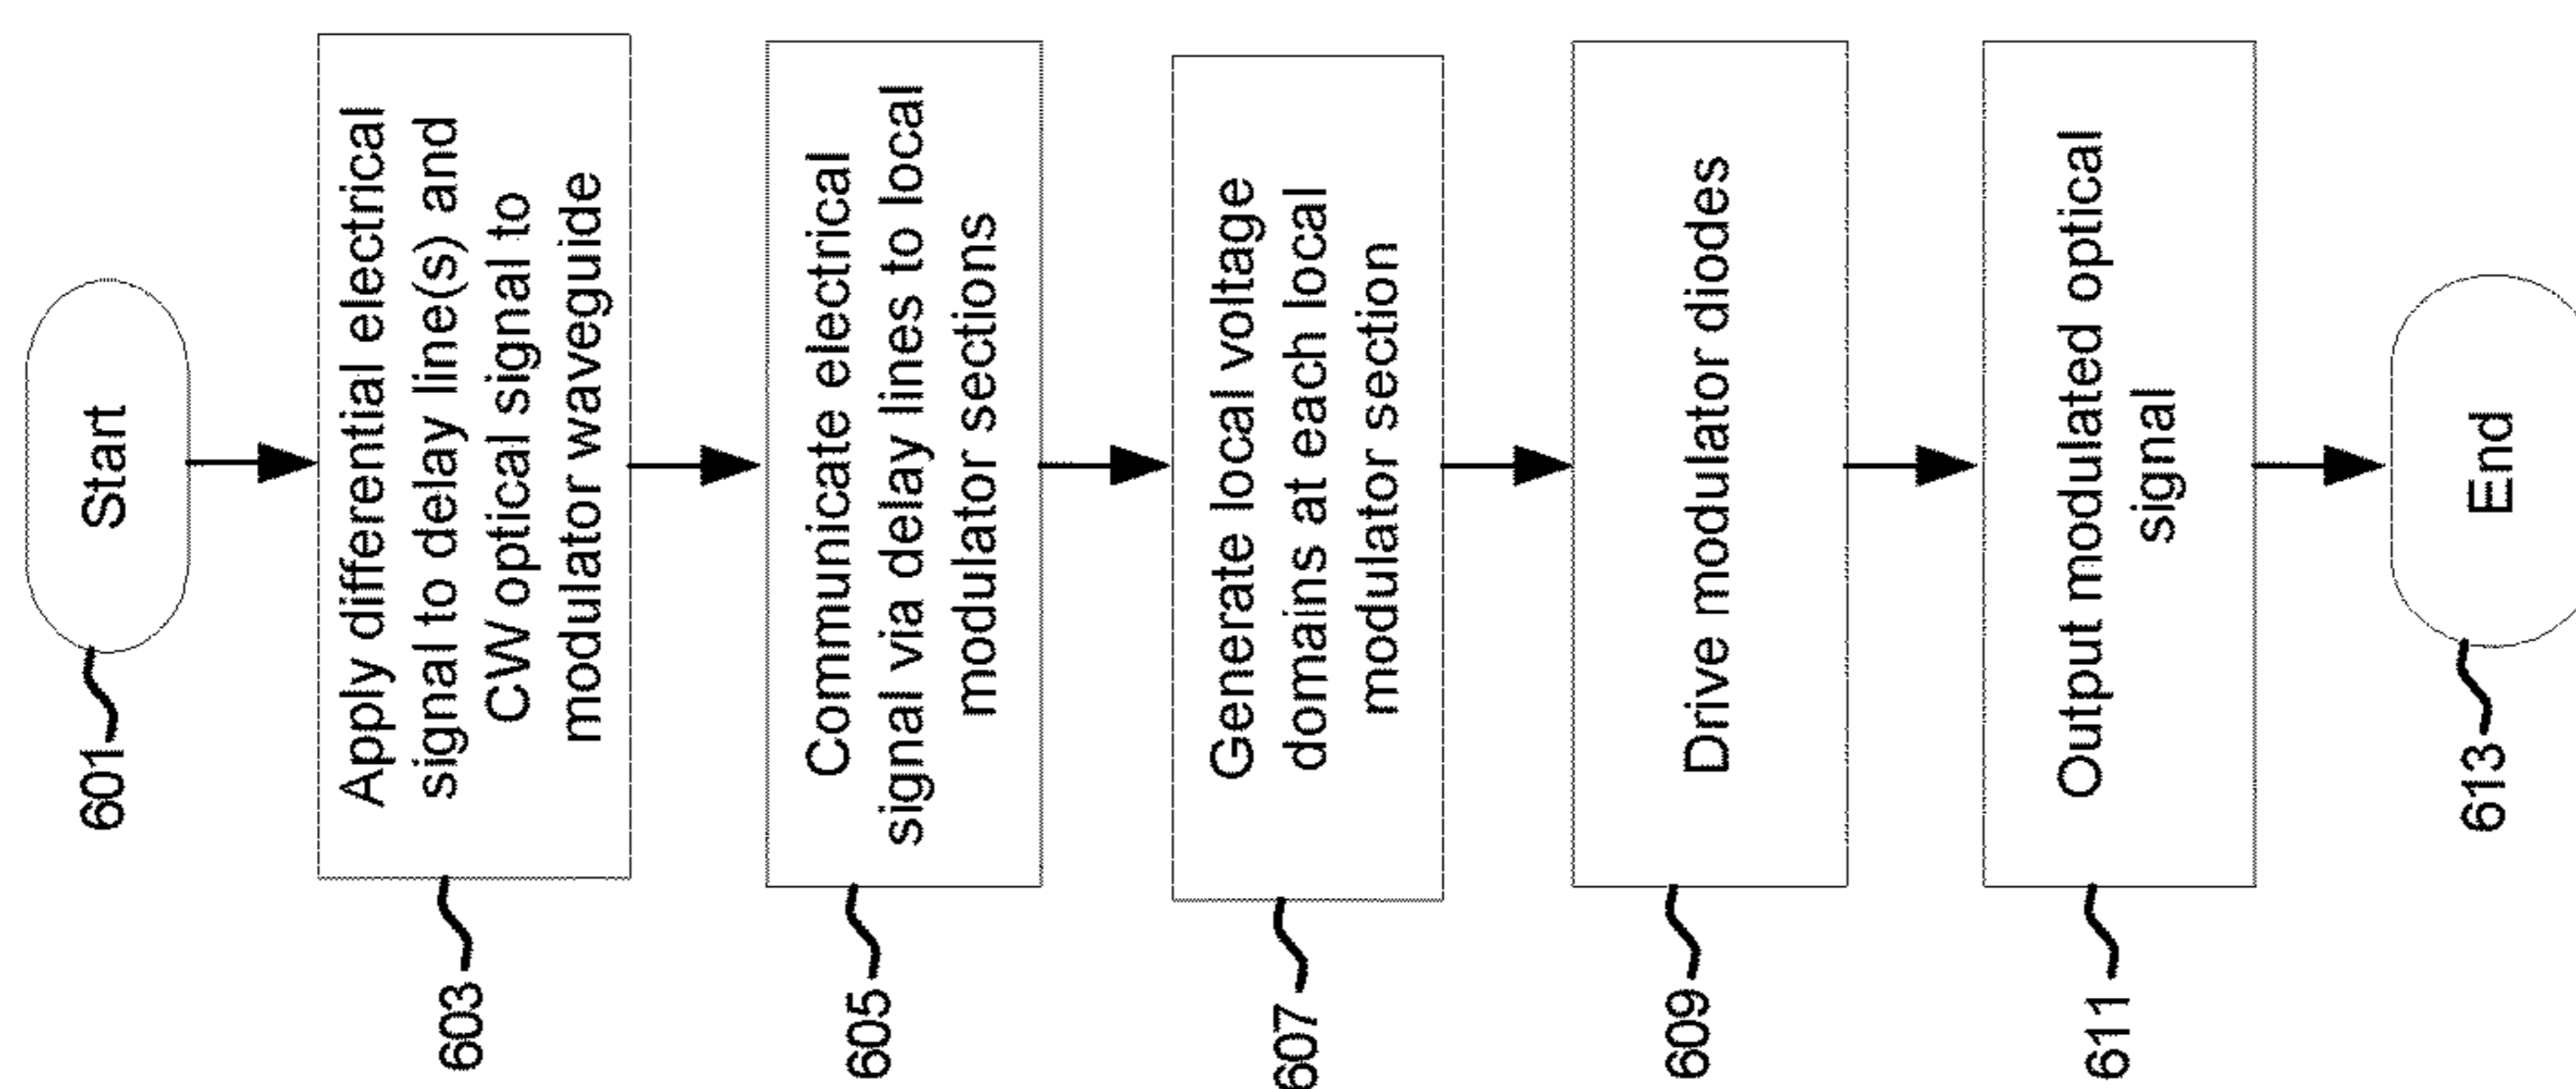 Start
601
Apply differential electrical
signal to delay line(s) and
CW optical signal to
modulator waveguide
603
Communicate electrical
signal via delay lines to local
modulator sections
605
Generate local voltage
domains at each local
modulator section
607
Drive modulator diodes
609
Output modulated optical
signal
611
End
613